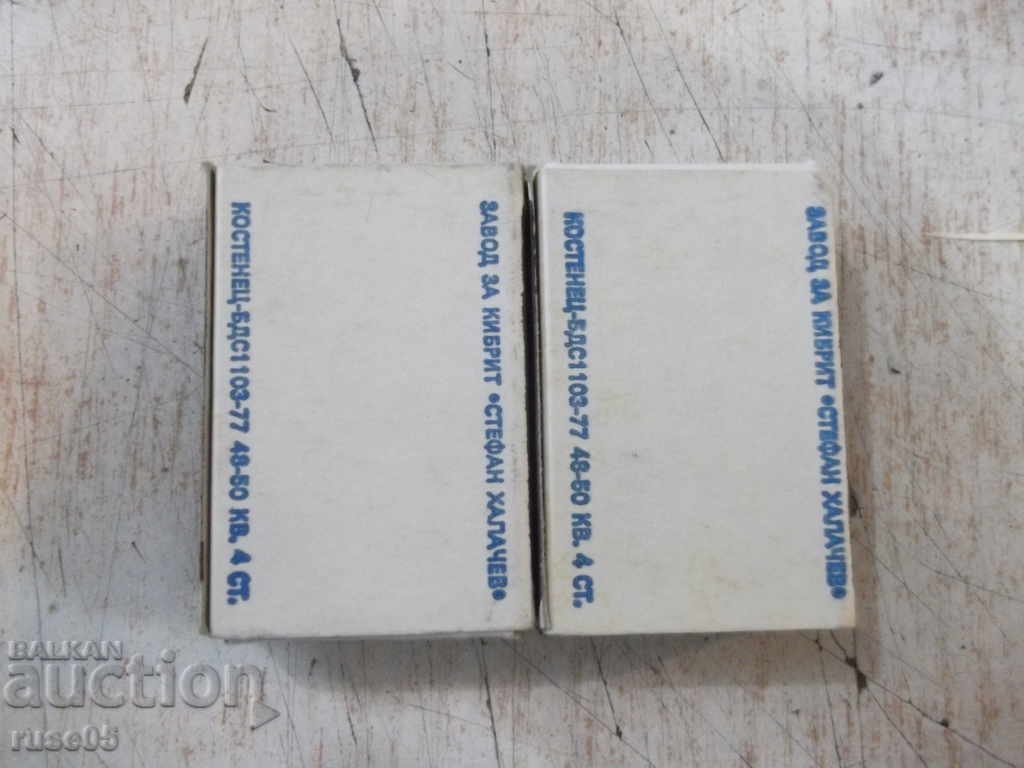 ЗАВОД ЗА КИБРИТ «СТЕФАН ХАЛАЧЕВ»
КОСТЕНЕЦ-БДС1103-77 48-50 КВ. 4 СТ.
ЗАВОД ЗА КИБРИТ «СТЕФАН ХАЛАЧЕВ»
КОСТЕНЕЦ-БДС1103-77 48-50 КВ. 4 СТ.
BALKAN
auction
ruse05